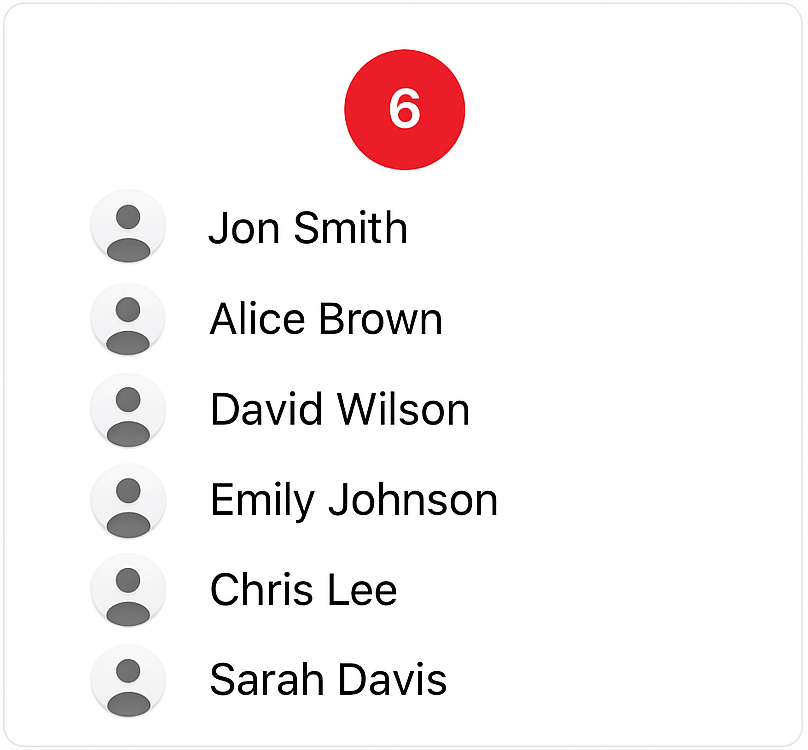 6
Jon Smith
Alice Brown
David Wilson
Emily Johnson
Chris Lee
Sarah Davis